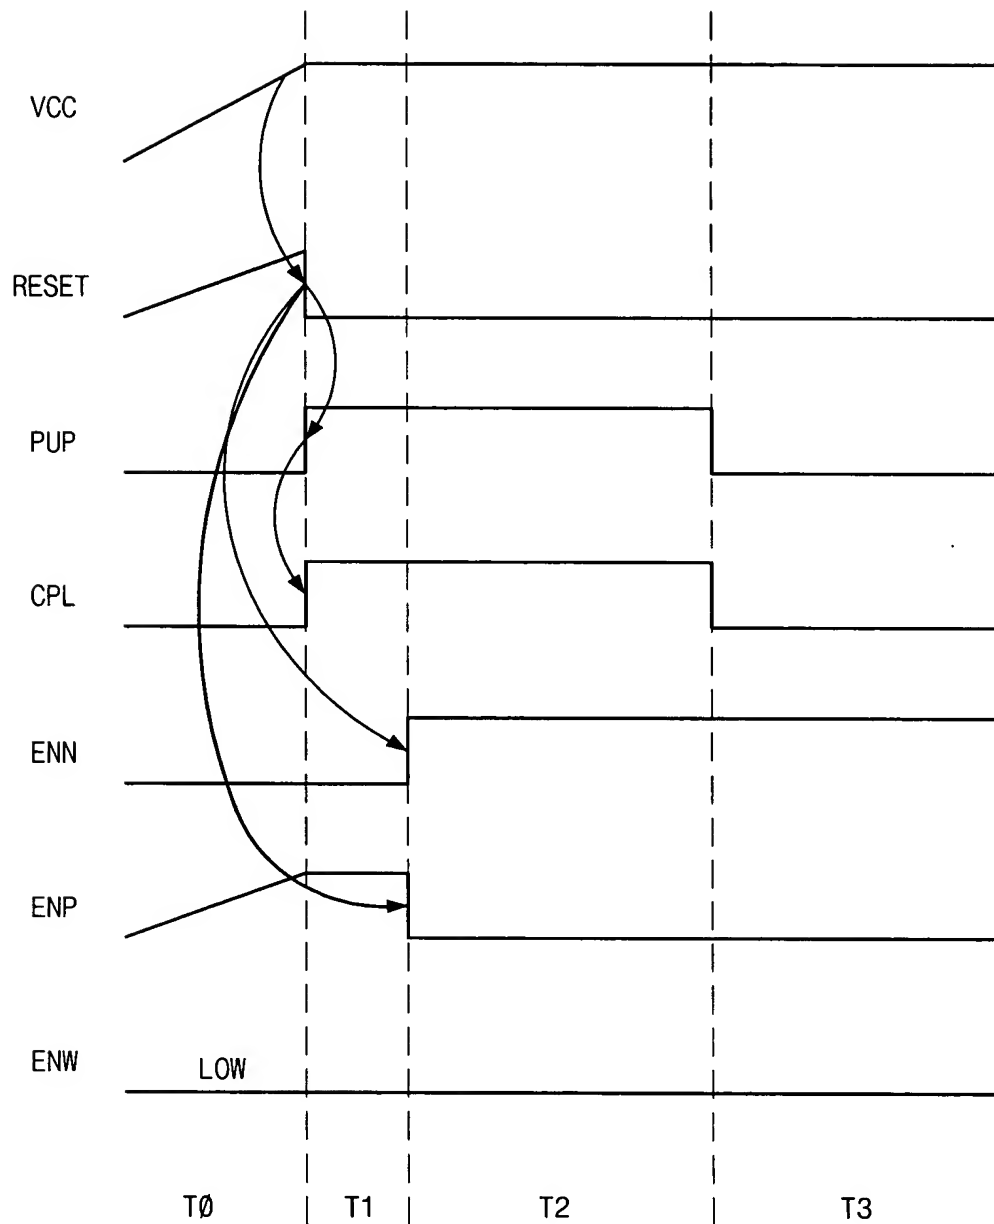 VCC
RESET
PUP
CPL
ENN
ENP
ENW
LOW
TØ T1 T2 T3